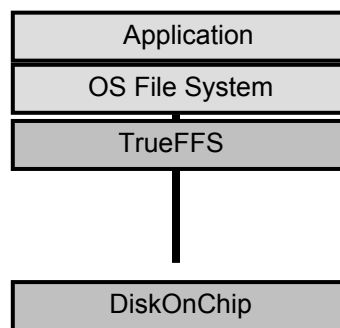 Application
OS File System
TrueFFS
DiskOnChip